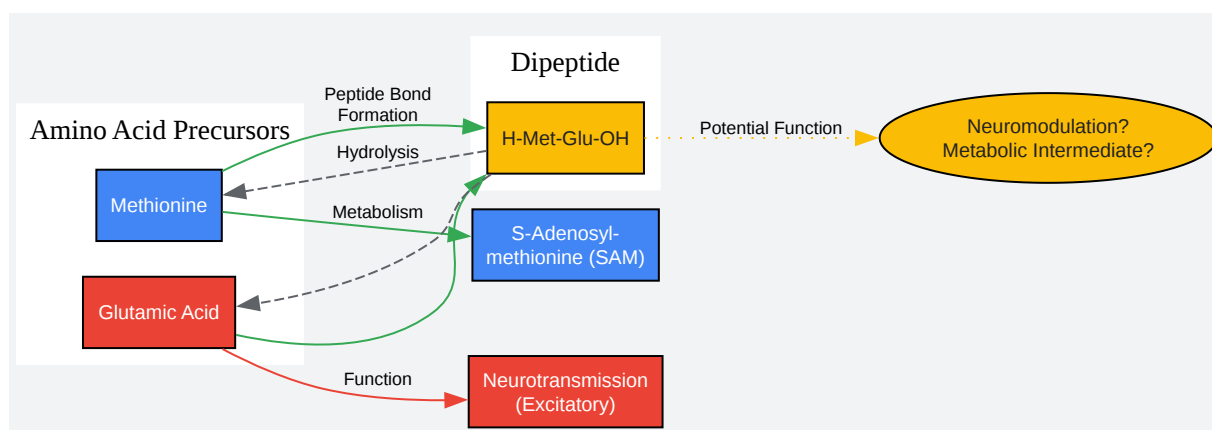 Dipeptide
Peptide Bond
Formation
Amino Acid Precursors
H-Met-Glu-OH
Potential Function
Neuromodulation?
Metabolic Intermediate?
Hydrolysis
Methionine
Metabolism
S-Adenosyl-
methionine (SAM)
Glutamic Acid
Function
Neurotransmission
(Excitatory)